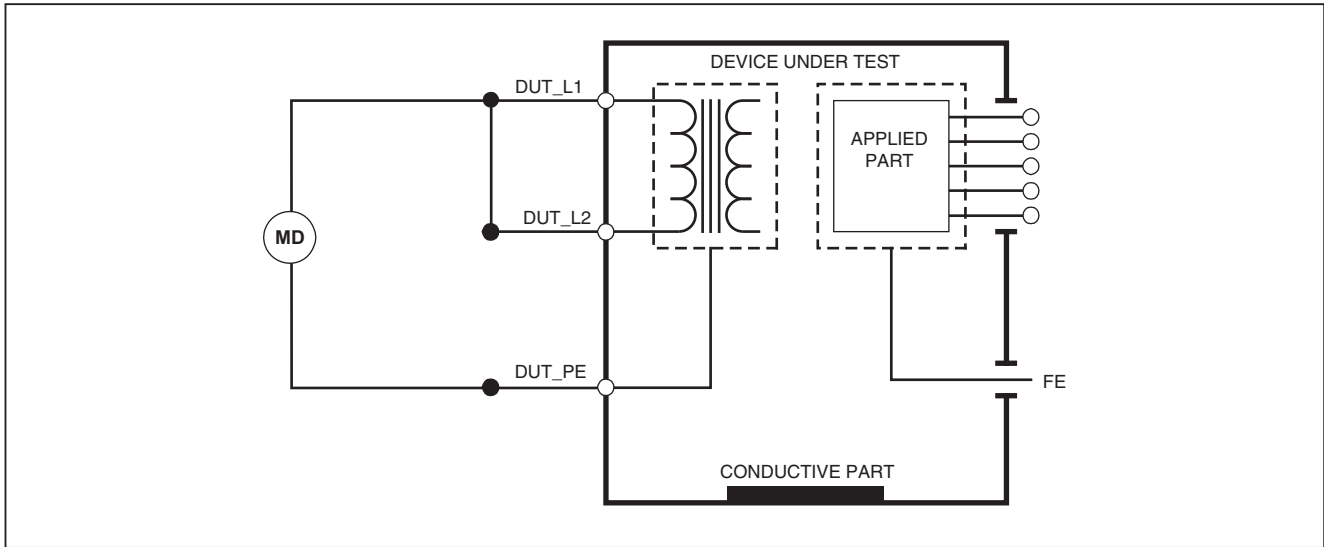 DEVICE UNDER TEST
DUT_L1
APPLIED
PART
DUT_L2
MD
DUT_PE
FE
CONDUCTIVE PART